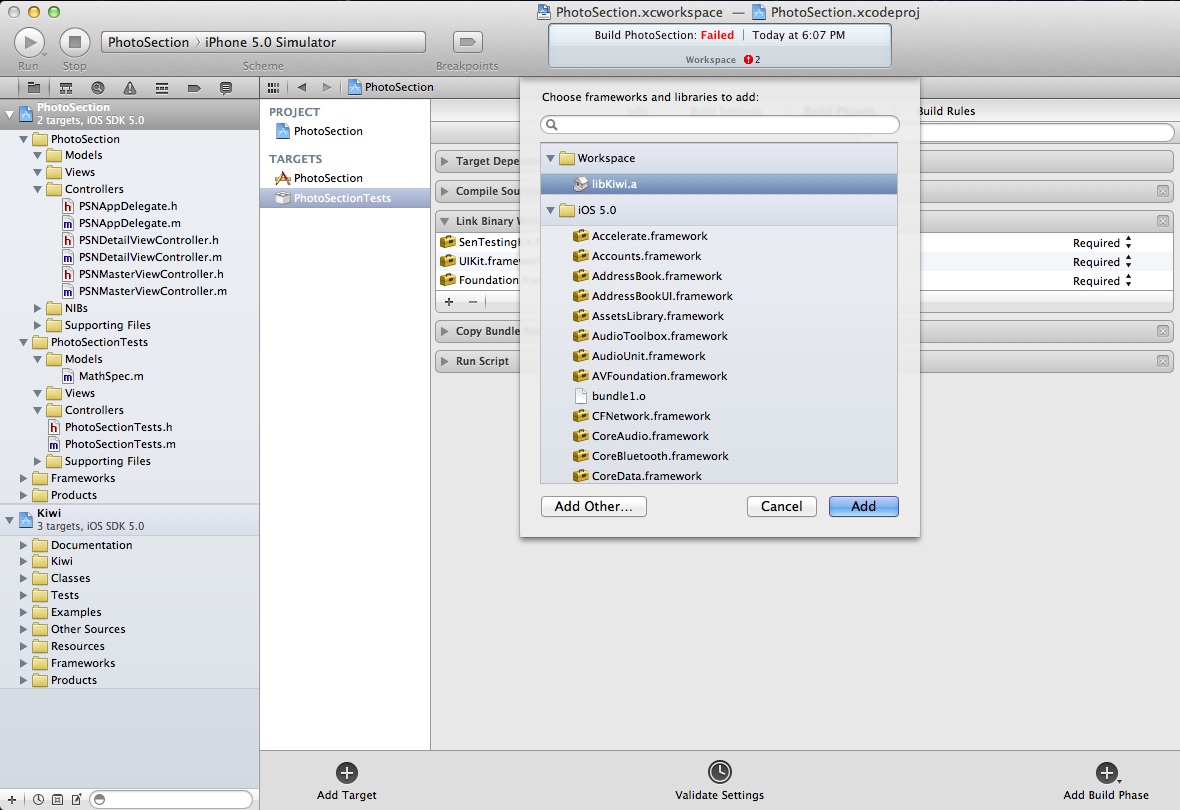 PhotoSection.xcworkspace — PhotoSection.xcodeproj
PhotoSection › iPhone 5.0 Simulator
Build PhotoSection: Failed | Today at 6:07 PM
Workspace 2
Run
Stop
Scheme
Breakpoints
PhotoSection
PhotoSection
2 targets, iOS SDK 5.0
PhotoSection
Models
Views
Controllers
PSNAppDelegate.h
PSNAppDelegate.m
PSNDetailViewController.h
PSNDetailViewController.m
PSNMasterViewController.h
PSNMasterViewController.m
NIBs
Supporting Files
PhotoSectionTests
Models
MathSpec.m
Views
Controllers
PhotoSectionTests.h
PhotoSectionTests.m
Supporting Files
Frameworks
Products
Kiwi
3 targets, iOS SDK 5.0
Documentation
Kiwi
Classes
Tests
Examples
Other Sources
Resources
Frameworks
Products
PROJECT
PhotoSection
TARGETS
PhotoSection
PhotoSectionTests
Build Rules
Target Depe
Compile Sou
Link Binary W
SenTesting
Required
UIKit.frame
Required
Foundation
Required
Copy Bundle
Run Script
Choose frameworks and libraries to add:
Workspace
libKiwi.a
iOS 5.0
Accelerate.framework
Accounts.framework
AddressBook.framework
AddressBookUI.framework
AssetsLibrary.framework
AudioToolbox.framework
AudioUnit.framework
AVFoundation.framework
bundle1.o
CFNetwork.framework
CoreAudio.framework
CoreBluetooth.framework
CoreData.framework
Add Other...
Cancel
Add
Add Target
Validate Settings
Add Build Phase